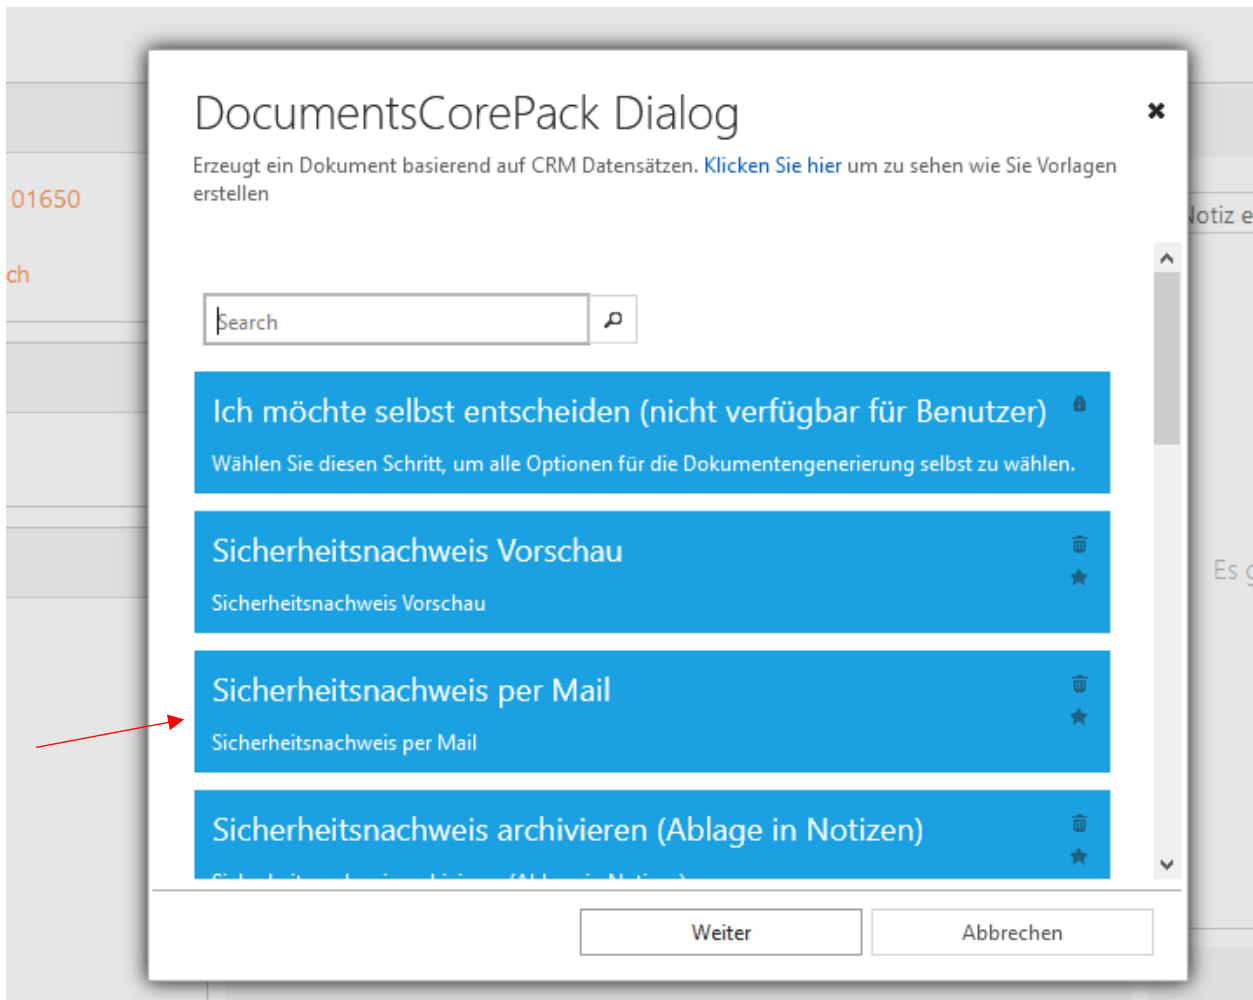 DocumentsCorePack Dialog
Erzeugt ein Dokument basierend auf CRM Datensätzen. Klicken Sie hier um zu sehen wie Sie Vorlagen
erstellen
01650
ch
Notiz e
Search
Ich möchte selbst entscheiden (nicht verfügbar für Benutzer)
Wählen Sie diesen Schritt, um alle Optionen für die Dokumentengenerierung selbst zu wählen.
Sicherheitsnachweis Vorschau
Sicherheitsnachweis Vorschau
Es g
Sicherheitsnachweis per Mail
Sicherheitsnachweis per Mail
Sicherheitsnachweis archivieren (Ablage in Notizen)
Weiter
Abbrechen